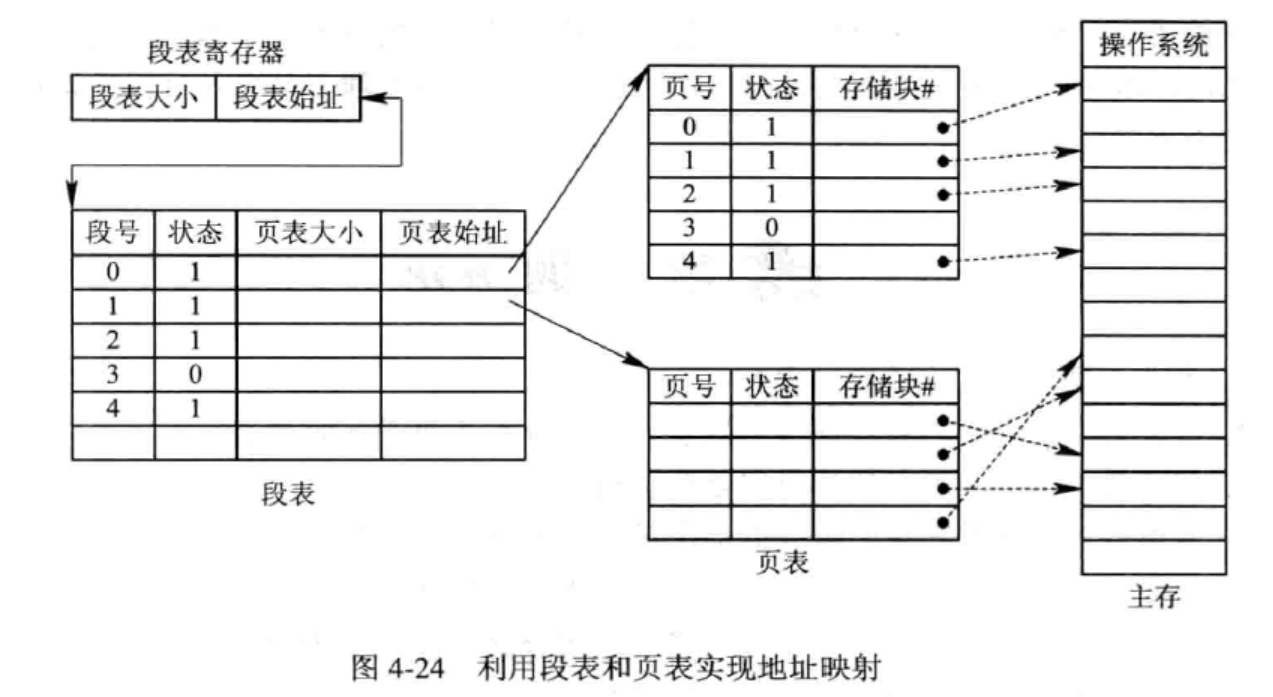 段表寄存器
段表大小 段表始址
段号 状态 页表大小 页表始址
0 1
1 1
2 1
3 0
4 1
段表
页号 状态 存储块#
0 1
1 1
2 1
3 0
4 1
页号 状态 存储块#
页表
操作系统
主存
图 4-24 利用段表和页表实现地址映射